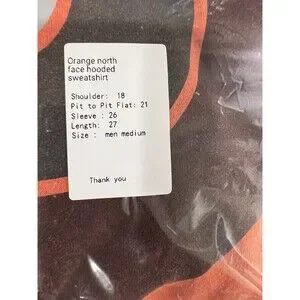 Orange north
face hooded
sweatshirt
Shoulder: 18
Pit to Pit Flat: 21
Sleeve : 26
Length: 27
Size : men medium
Thank you